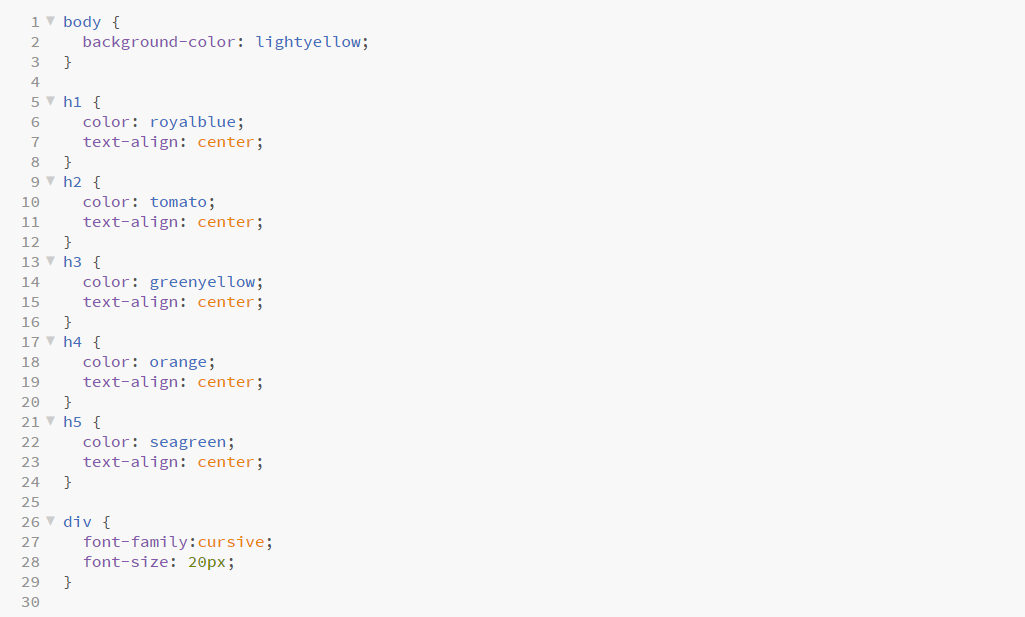 1 body {
2   background-color: lightyellow;
3 }
4
5 h1 {
6   color: royalblue;
7   text-align: center;
8 }
9 h2 {
10   color: tomato;
11   text-align: center;
12 }
13 h3 {
14   color: greenyellow;
15   text-align: center;
16 }
17 h4 {
18   color: orange;
19   text-align: center;
20 }
21 h5 {
22   color: seagreen;
23   text-align: center;
24 }
25
26 div {
27   font-family:cursive;
28   font-size: 20px;
29 }
30